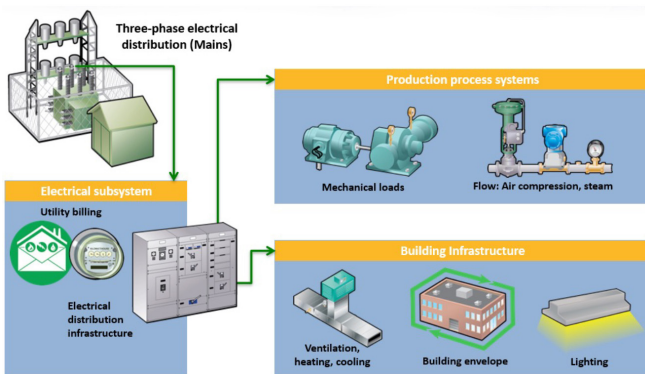 Three-phase electrical
distribution (Mains)
Production process systems
Mechanical loads
Flow: Air compression, steam
Electrical subsystem
Utility billing
Electrical
distribution
infrastructure
Building Infrastructure
Ventilation,
heating, cooling
Building envelope
Lighting